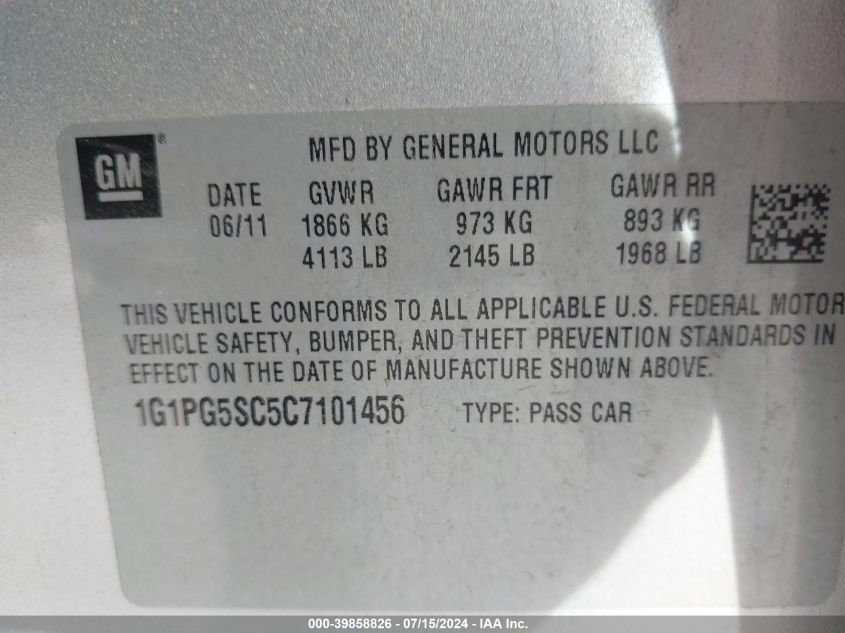 GM ®
MFD BY GENERAL MOTORS LLC
DATE GVWR GAWR FRT GAWR RR
06/11 1866 KG 973 KG 893 KG
4113 LB 2145 LB 1968 LB
THIS VEHICLE CONFORMS TO ALL APPLICABLE U.S. FEDERAL MOTOR
VEHICLE SAFETY, BUMPER, AND THEFT PREVENTION STANDARDS IN
EFFECT ON THE DATE OF MANUFACTURE SHOWN ABOVE.
1G1PG5SC5C7101456 TYPE: PASS CAR
000-39858826 / 07/15/2024 - IAA Inc.